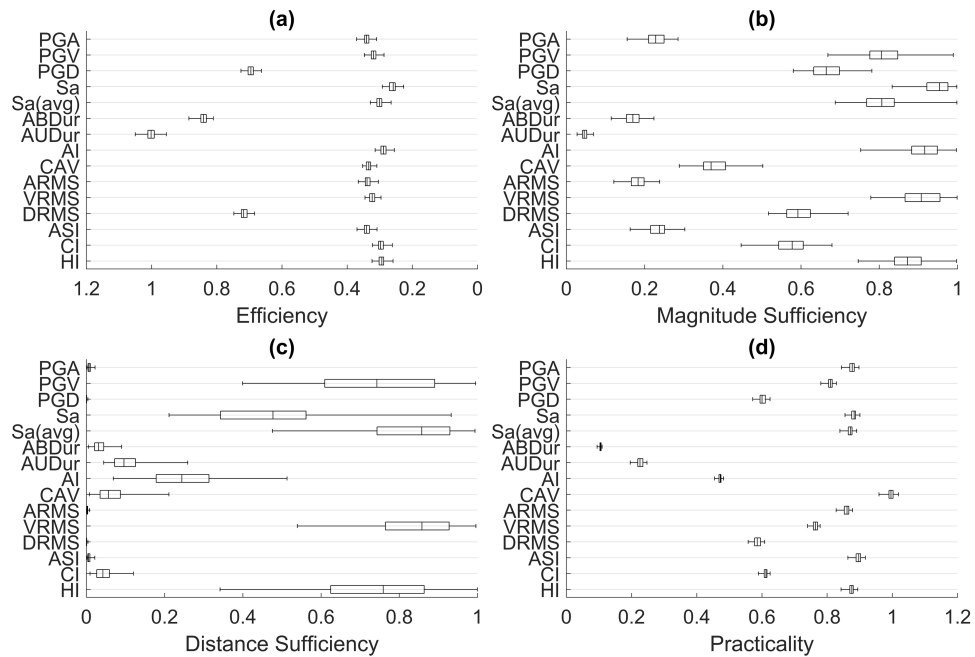 (a)
PGA
PGV
PGD
Sa
Sa(avg)
ABDur
AUDur
AI
CAV
ARMS
VRMS
DRMS
ASI
CI
HI
1.2 1 0.8 0.6 0.4 0.2 0
Efficiency
(b)
PGA
PGV
PGD
Sa
Sa(avg)
ABDur
AUDur
AI
CAV
ARMS
VRMS
DRMS
ASI
CI
HI
0 0.2 0.4 0.6 0.8 1
Magnitude Sufficiency
(c)
PGA
PGV
PGD
Sa
Sa(avg)
ABDur
AUDur
AI
CAV
ARMS
VRMS
DRMS
ASI
CI
HI
0 0.2 0.4 0.6 0.8 1
Distance Sufficiency
(d)
PGA
PGV
PGD
Sa
Sa(avg)
ABDur
AUDur
AI
CAV
ARMS
VRMS
DRMS
ASI
CI
HI
0 0.2 0.4 0.6 0.8 1 1.2
Practicality